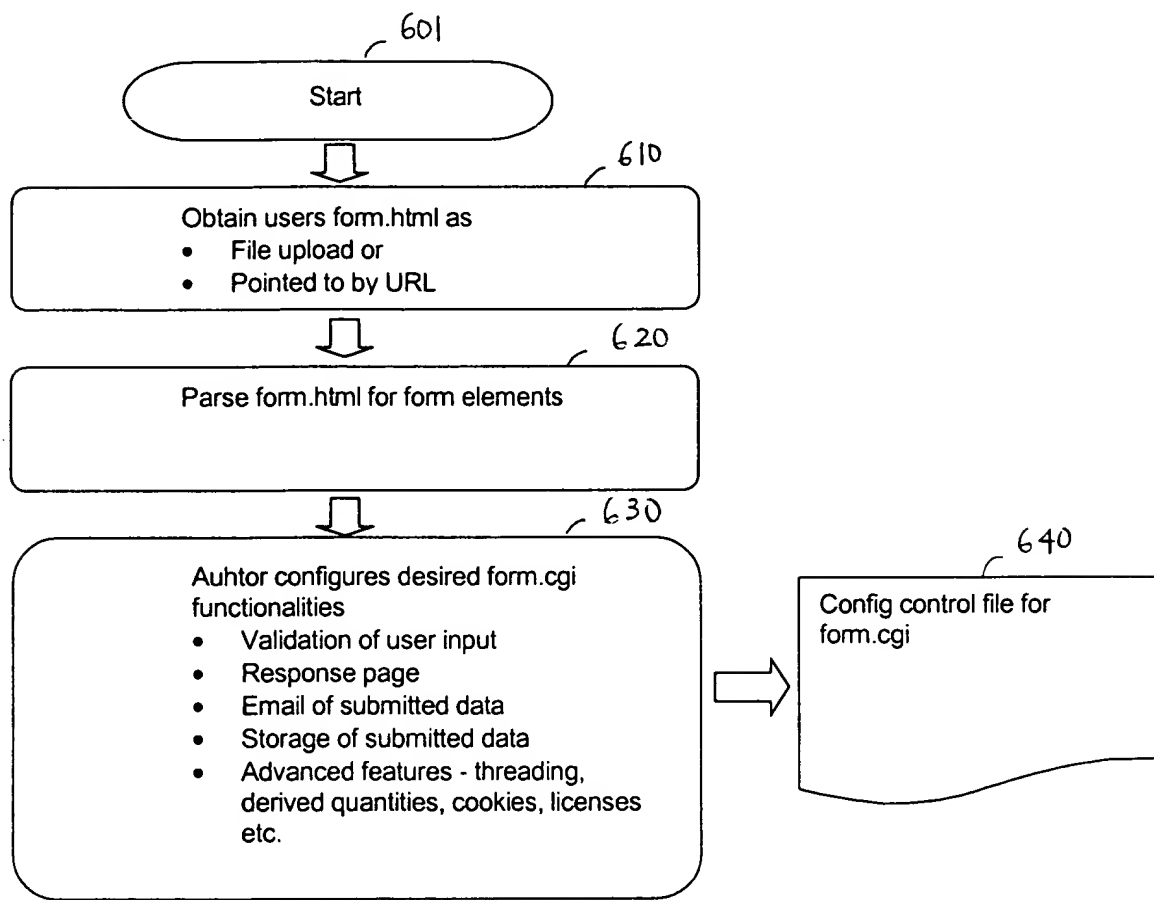 601
Start
610
Obtain users form.html as
• File upload or
• Pointed to by URL
620
Parse form.html for form elements
630
Auhtor configures desired form.cgi
functionalities
• Validation of user input
• Response page
• Email of submitted data
• Storage of submitted data
• Advanced features - threading,
derived quantities, cookies, licenses
etc.
640
Config control file for
form.cgi